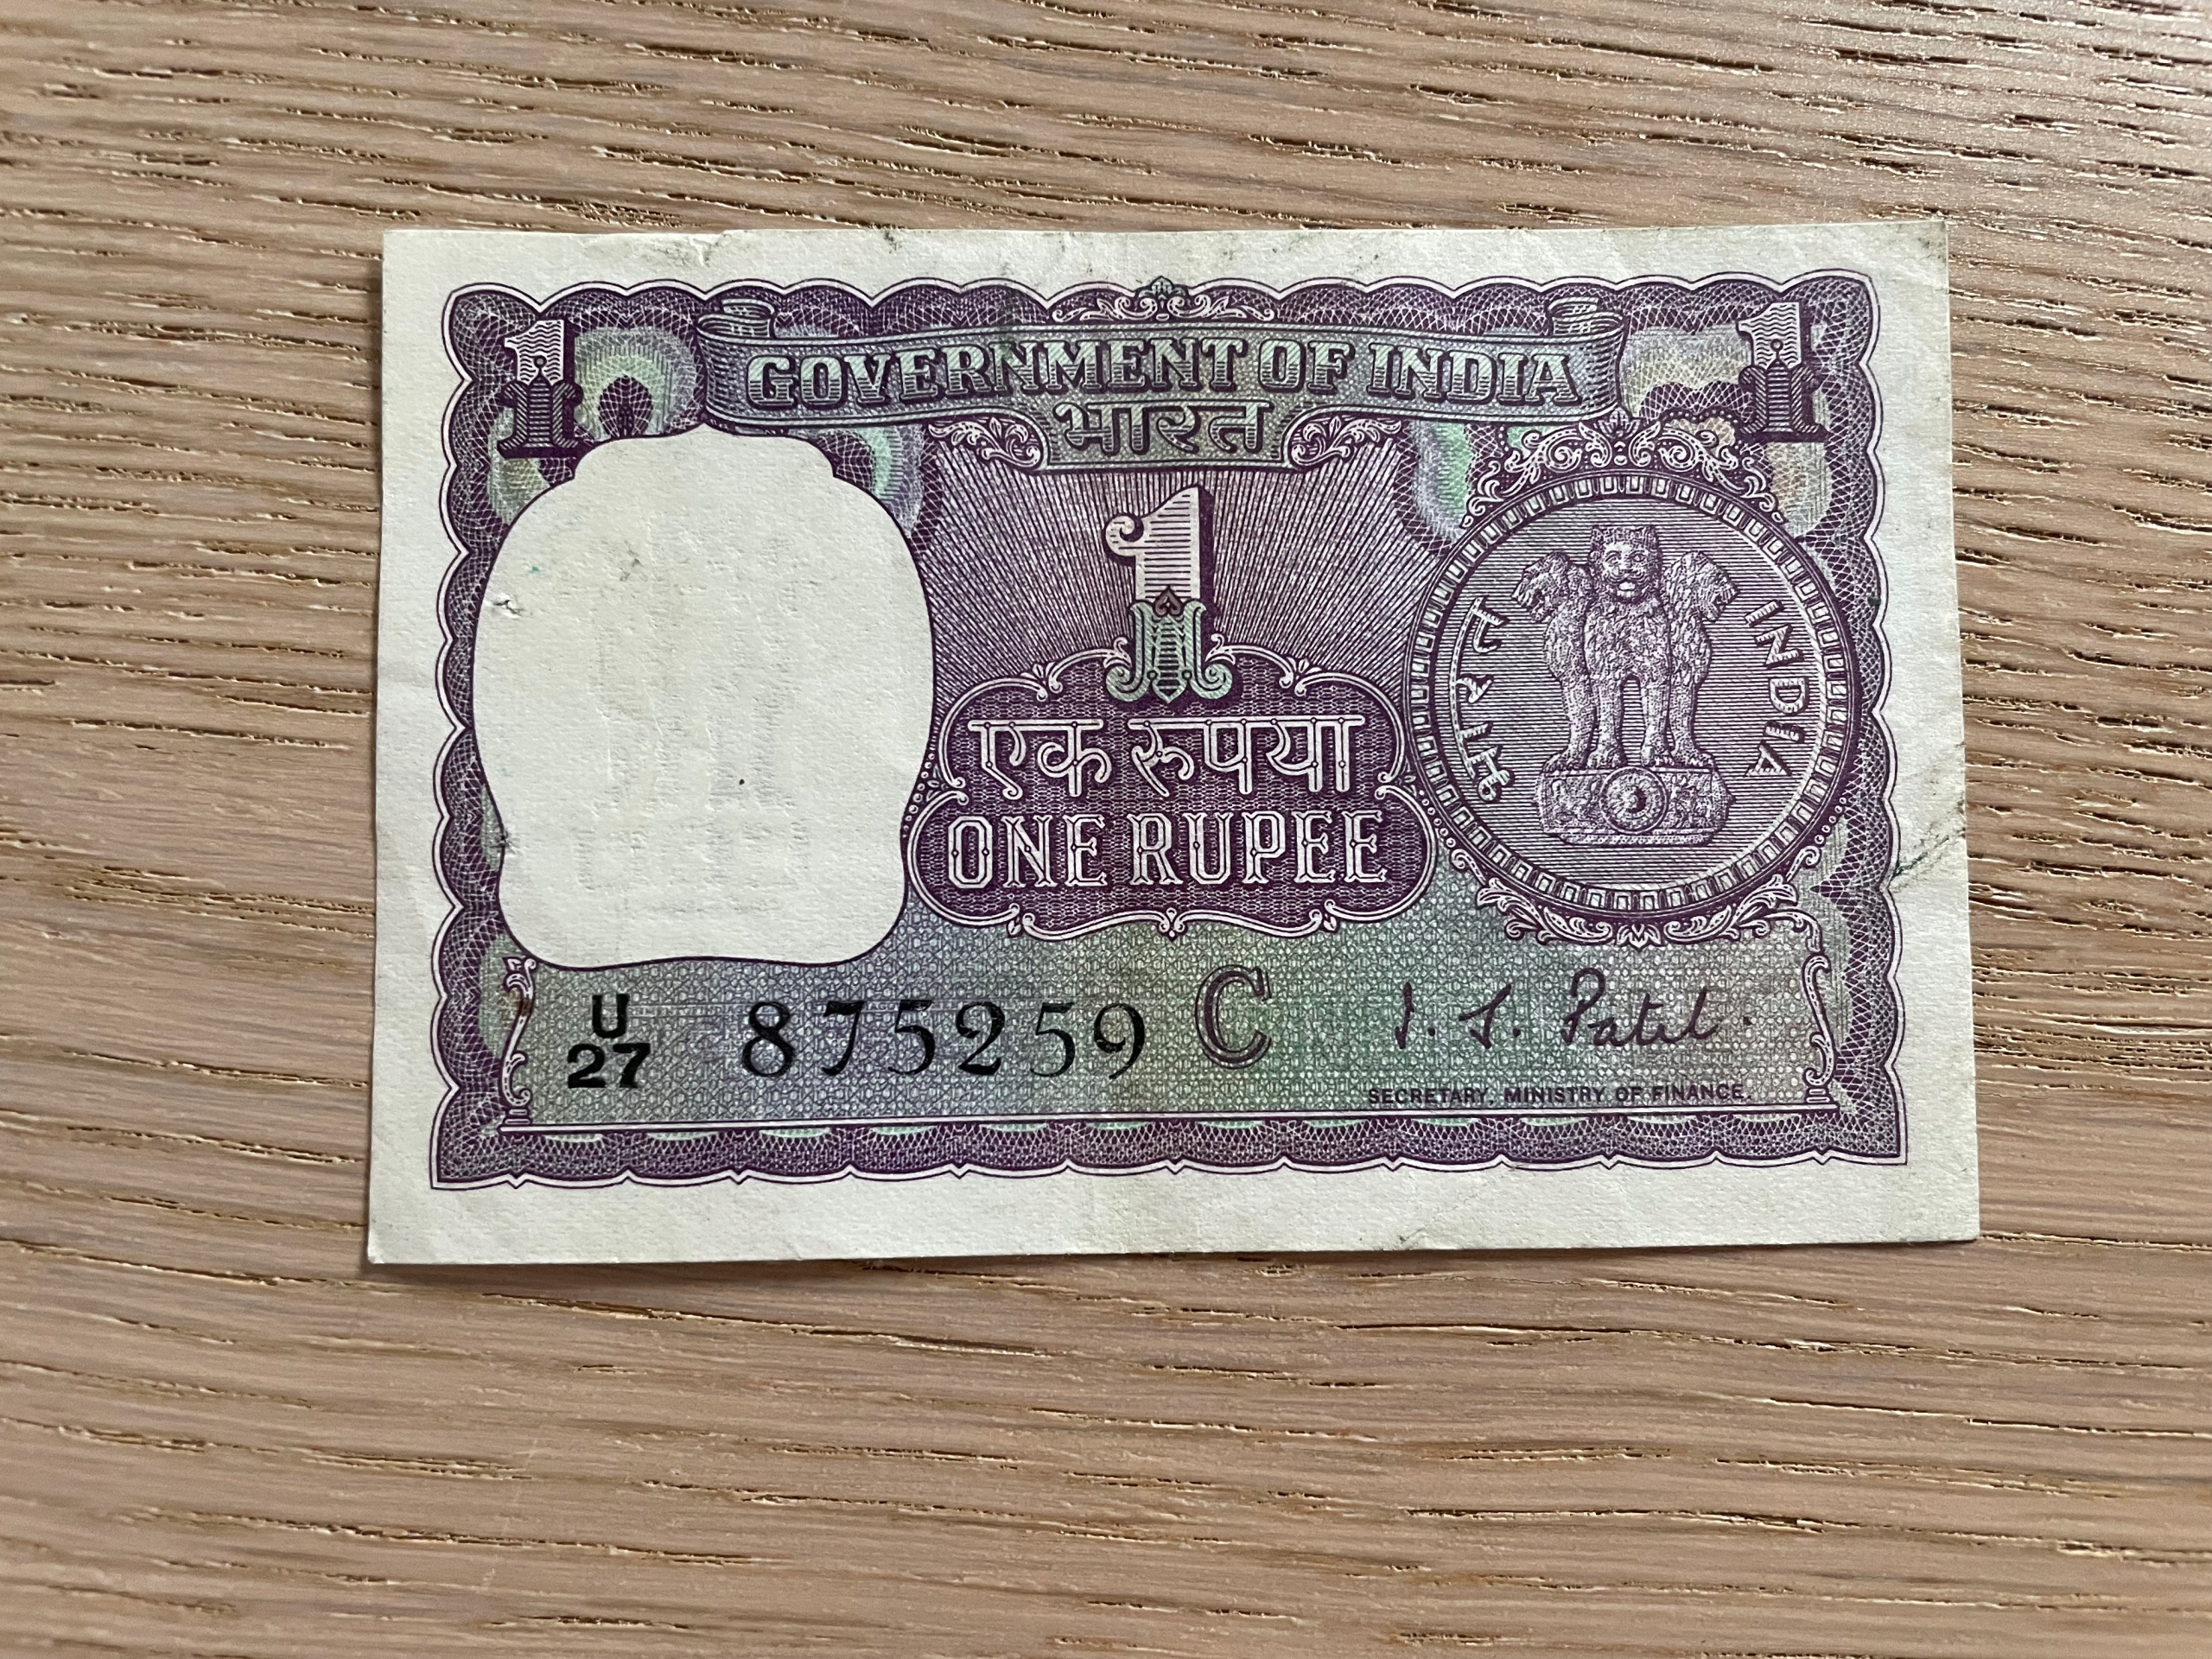 1 GOVERNMENT OF INDIA 1
भारत
1
भारत INDIA
एक रुपया
ONE RUPEE
U
27 875259 C I. G. Patel.
SECRETARY, MINISTRY OF FINANCE.